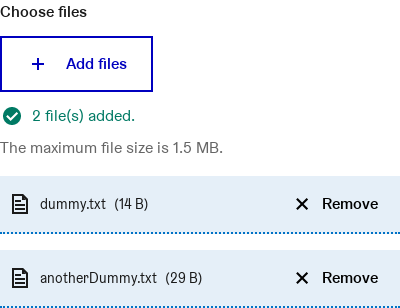 Choose files
Add files
2 file(s) added.
The maximum file size is 1.5 MB.
dummy.txt (14 B) Remove
anotherDummy.txt (29 B) Remove